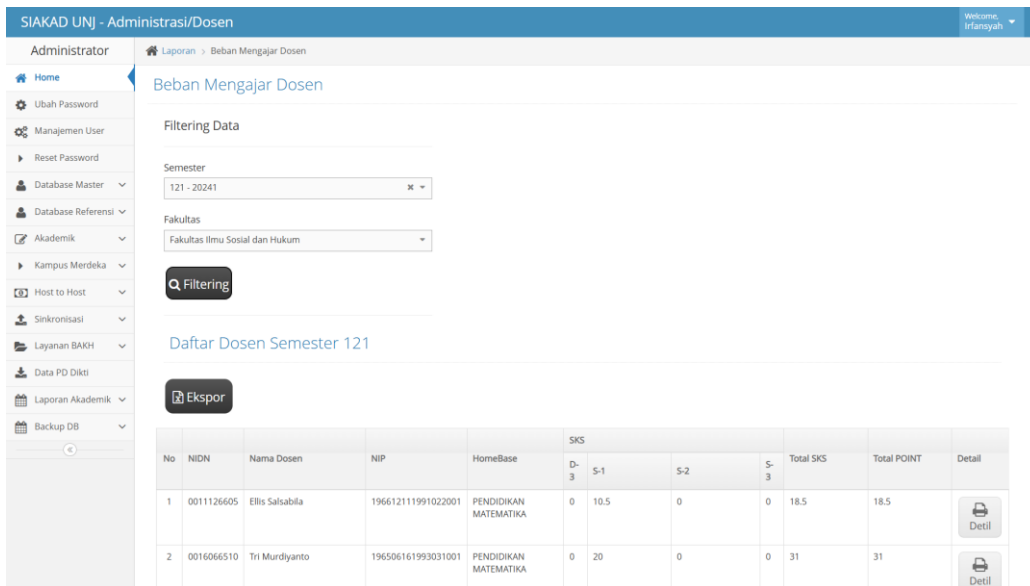 SIAKAD UNJ - Administrasi/Dosen
Welcome,
Irfansyah
Administrator
Home
Ubah Password
Manajemen User
Reset Password
Database Master
Database Referensi
Akademik
Kampus Merdeka
Host to Host
Sinkronisasi
Layanan BAKH
Data PD Dikti
Laporan Akademik
Backup DB
Laporan > Beban Mengajar Dosen
Beban Mengajar Dosen
Filtering Data
Semester
121 - 20241
Fakultas
Fakultas Ilmu Sosial dan Hukum
Filtering
Daftar Dosen Semester 121
Ekspor
No NIDN Nama Dosen NIP HomeBase SKS Total SKS Total POINT Detail
D-3 S-1 S-2 S-3
1 0011126605 Ellis Salsabila 196612111991022001 PENDIDIKAN MATEMATIKA 0 10.5 0 0 18.5 18.5 Detil
2 0016066510 Tri Murdiyanto 196506161993031001 PENDIDIKAN MATEMATIKA 0 20 0 0 31 31 Detil